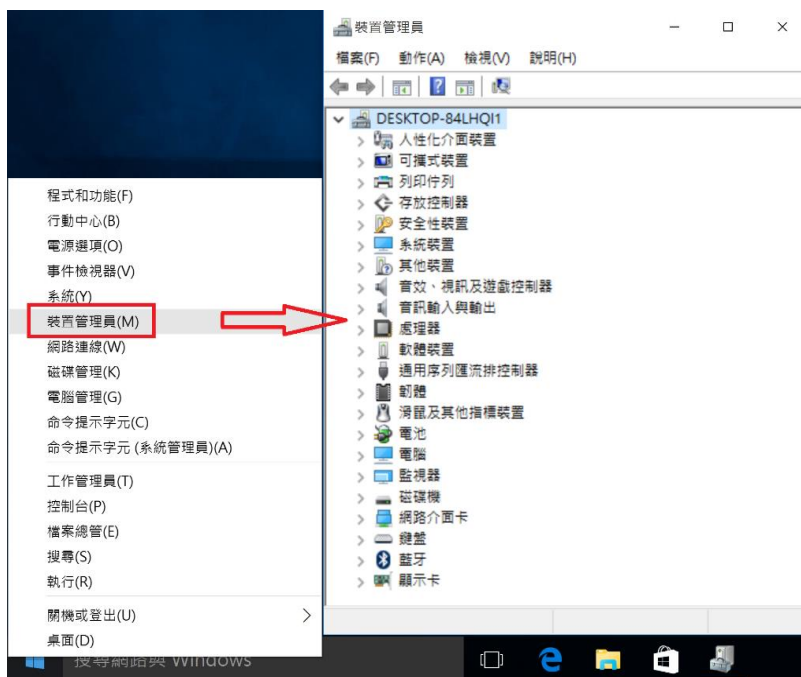 程式和功能(F)
行動中心(B)
電源選項(O)
事件檢視器(V)
系統(Y)
裝置管理員(M)
網路連線(W)
磁碟管理(K)
電腦管理(G)
命令提示字元(C)
命令提示字元 (系統管理員)(A)
工作管理員(T)
控制台(P)
檔案總管(E)
搜尋(S)
執行(R)
關機或登出(U)
桌面(D)
搜尋網路與 Windows
裝置管理員
檔案(F) 動作(A) 檢視(V) 說明(H)
DESKTOP-84LHQI1
人性化介面裝置
可攜式裝置
列印佇列
存放控制器
安全性裝置
系統裝置
其他裝置
音效、視訊及遊戲控制器
音訊輸入與輸出
處理器
軟體裝置
通用序列匯流排控制器
韌體
滑鼠及其他指標裝置
電池
電腦
監視器
磁碟機
網路介面卡
鍵盤
藍牙
顯示卡